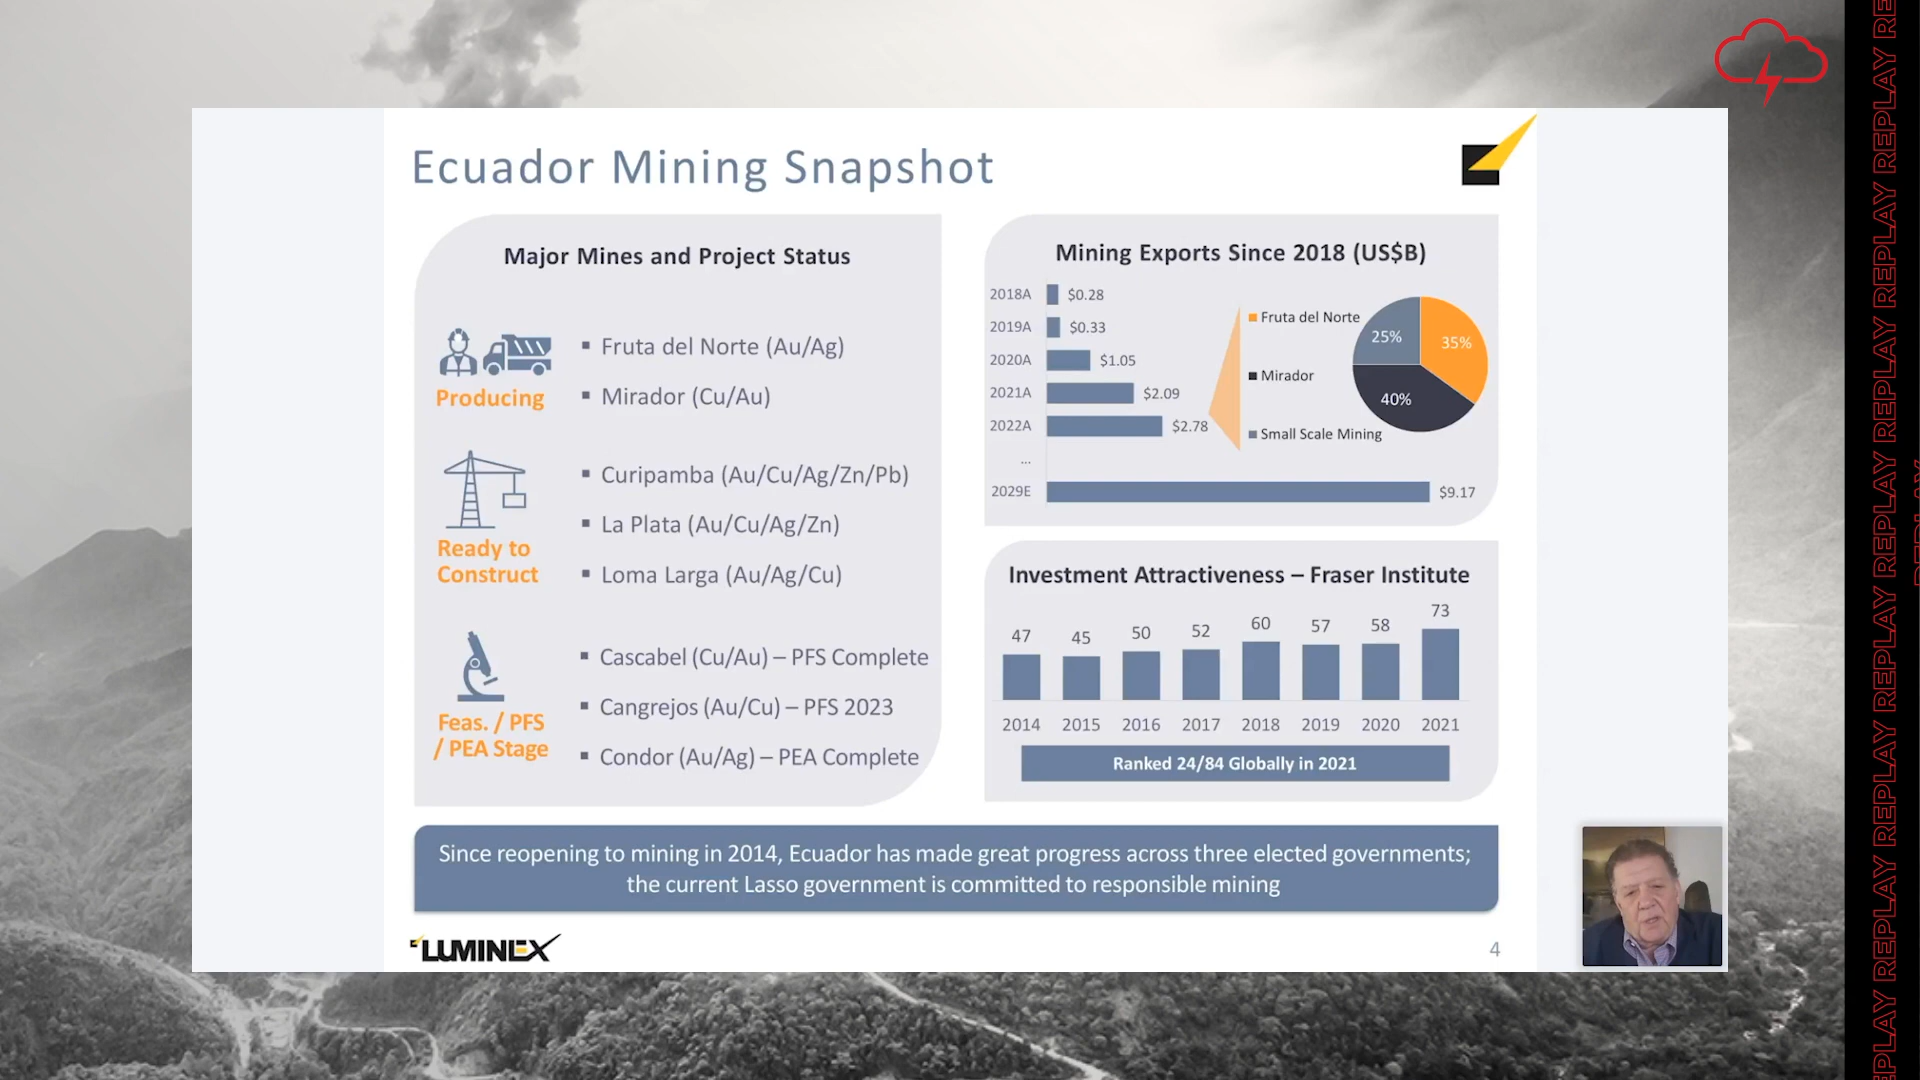 Ecuador Mining Snapshot
Major Mines and Project Status
Producing
▪ Fruta del Norte (Au/Ag)
▪ Mirador (Cu/Au)
Ready to
Construct
▪ Curipamba (Au/Cu/Ag/Zn/Pb)
▪ La Plata (Au/Cu/Ag/Zn)
▪ Loma Larga (Au/Ag/Cu)
Feas. / PFS
/ PEA Stage
▪ Cascabel (Cu/Au) – PFS Complete
▪ Cangrejos (Au/Cu) – PFS 2023
▪ Condor (Au/Ag) – PEA Complete
Mining Exports Since 2018 (US$B)
2018A $0.28
2019A $0.33
2020A $1.05
2021A $2.09
2022A $2.78
...
2029E $9.17
Fruta del Norte
Mirador
Small Scale Mining
25%
35%
40%
Investment Attractiveness – Fraser Institute
47 45 50 52 60 57 58 73
2014 2015 2016 2017 2018 2019 2020 2021
Ranked 24/84 Globally in 2021
Since reopening to mining in 2014, Ecuador has made great progress across three elected governments;
the current Lasso government is committed to responsible mining
LUMINEX
4
REPLAY REPLAY REPLAY REPLAY REPLAY REPLAY REPLAY REPLAY REPLAY REPLAY REPLAY